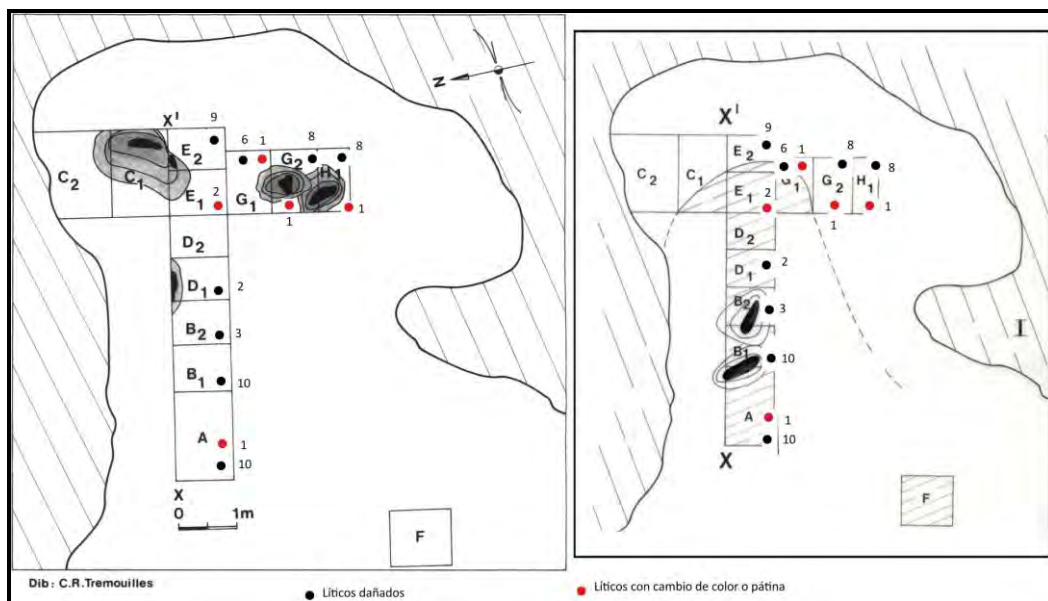 N
X'
9
E2
6 1 8 8
C2 C1 G2 H1
E1 2 G1
1 1
D2
D1 2
B2 3
B1 10
A 1
10
X
0 1m
F
Dib: C.R.Tremouilles
X'
9
E2 6 1 8
8
C2 C1 G1 G2 H1
E1 2
1 1
D2
D1 2
B2 3
I
B1 10
A 1
10
X
F
Líticos dañados
Líticos con cambio de color o pátina